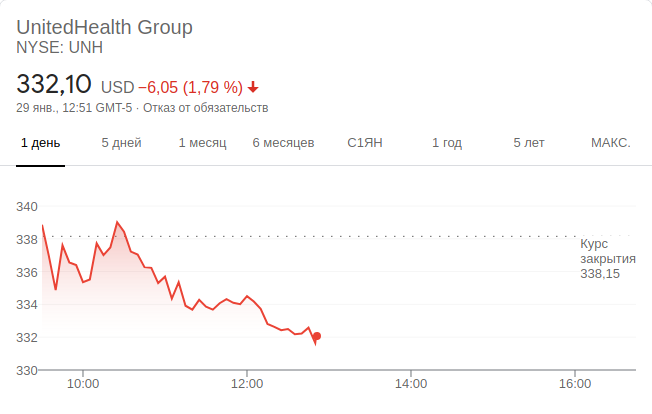 UnitedHealth Group
NYSE: UNH
332,10 USD −6,05 (1,79 %)
29 янв., 12:51 GMT-5 · Отказ от обязательств
1 день 5 дней 1 месяц 6 месяцев С1ЯН 1 год 5 лет МАКС.
340
338
336
334
332
330
Курс
закрытия
338,15
10:00 12:00 14:00 16:00